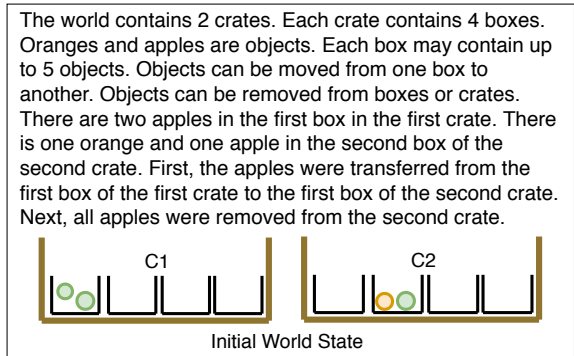 The world contains 2 crates. Each crate contains 4 boxes.
Oranges and apples are objects. Each box may contain up
to 5 objects. Objects can be moved from one box to
another. Objects can be removed from boxes or crates.
There are two apples in the first box in the first crate. There
is one orange and one apple in the second box of the
second crate. First, the apples were transferred from the
first box of the first crate to the first box of the second crate.
Next, all apples were removed from the second crate.
C1 C2
Initial World State